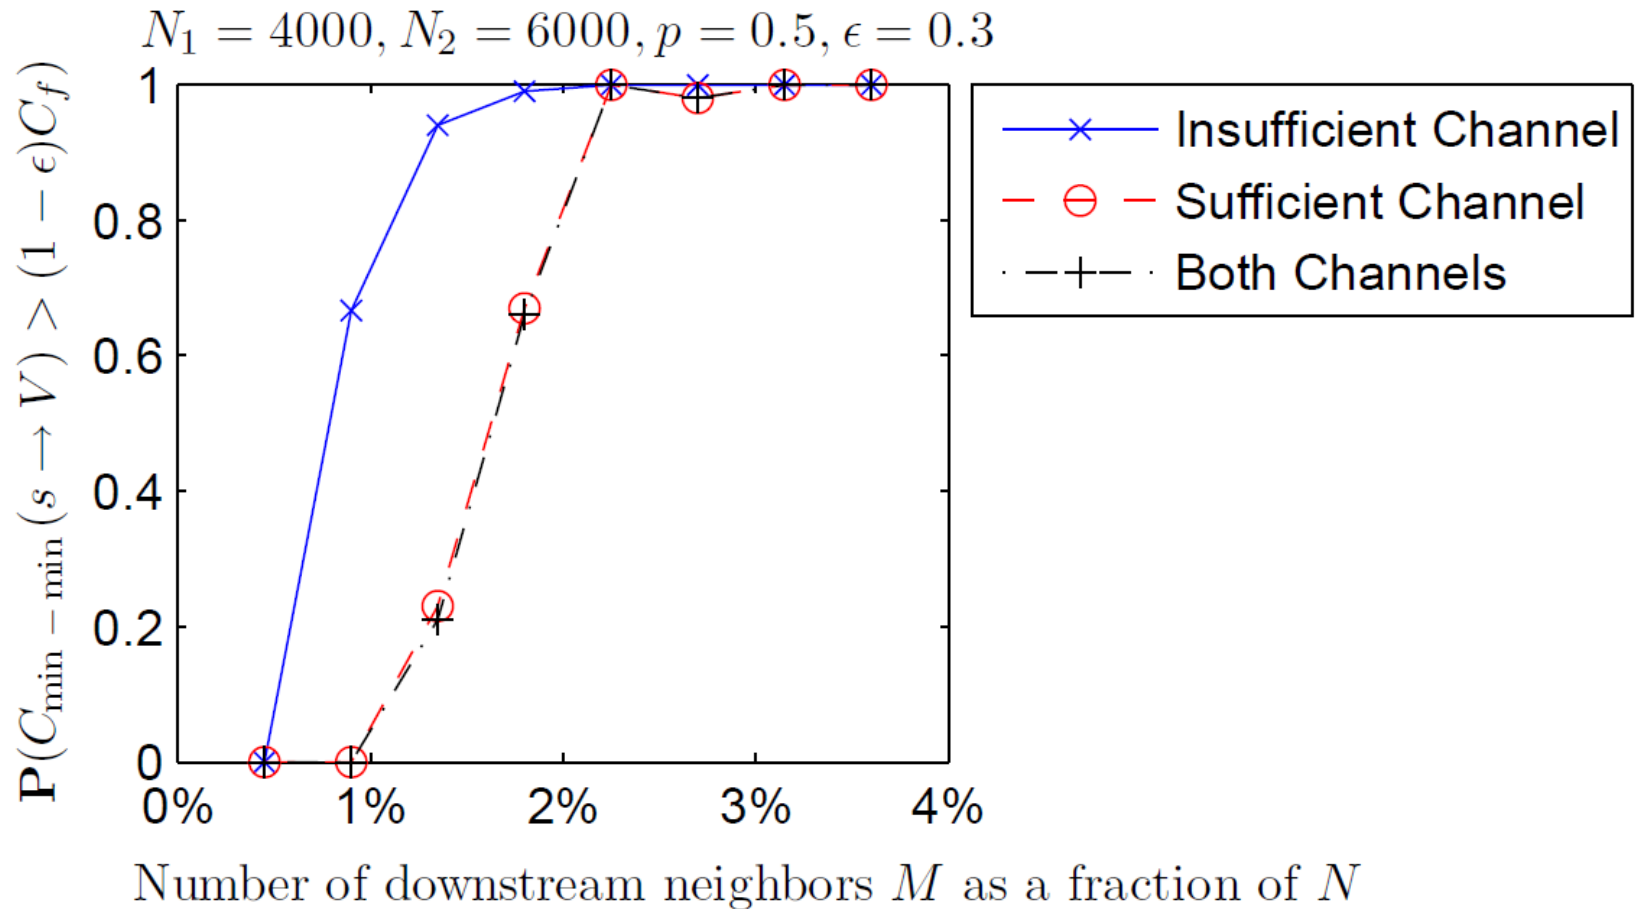 N₁ = 4000, N₂ = 6000, p = 0.5, ϵ = 0.3
P(C_min−min(s → V) > (1 − ϵ)C_f)
1
0.8
0.6
0.4
0.2
0
0% 1% 2% 3% 4%
Number of downstream neighbors M as a fraction of N
Insufficient Channel
Sufficient Channel
Both Channels